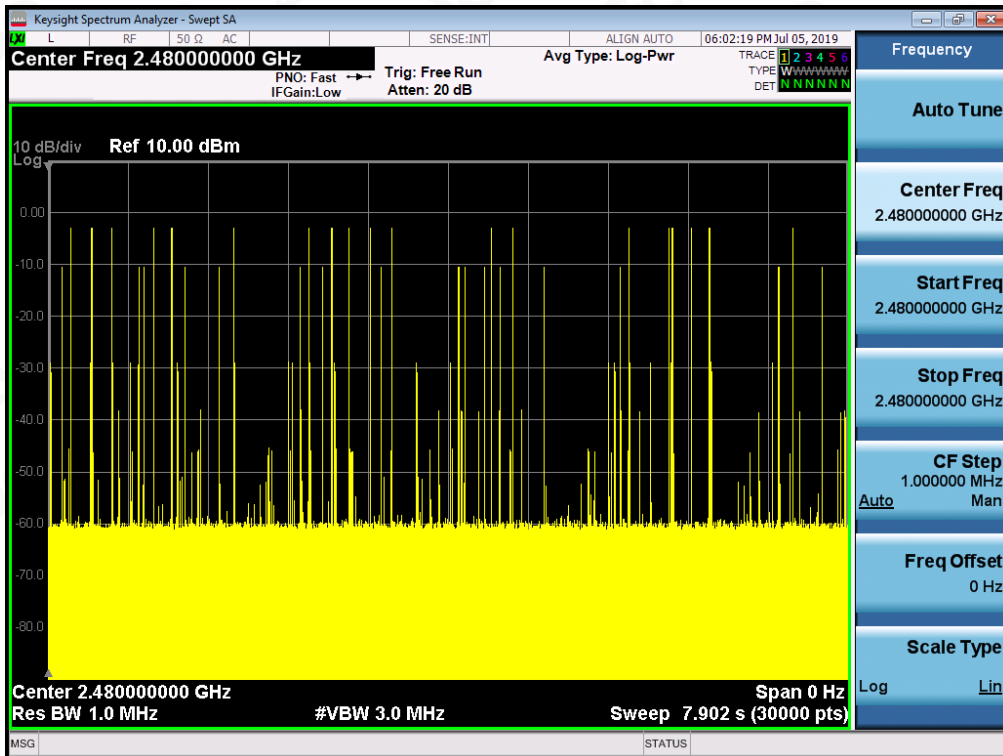 Keysight Spectrum Analyzer - Swept SA
LXI L RF 50 Ω AC SENSE:INT ALIGN AUTO 06:02:19 PM Jul 05, 2019
Center Freq 2.480000000 GHz
PNO: Fast
IFGain:Low
Trig: Free Run
Atten: 20 dB
Avg Type: Log-Pwr
TRACE 1 2 3 4 5 6
TYPE WWWWWW
DET N N N N N N
10 dB/div
Log
Ref 10.00 dBm
0.00
-10.0
-20.0
-30.0
-40.0
-50.0
-60.0
-70.0
-80.0
Center 2.480000000 GHz
Span 0 Hz
Res BW 1.0 MHz
#VBW 3.0 MHz
Sweep 7.902 s (30000 pts)
MSG
STATUS
Frequency
Auto Tune
Center Freq
2.480000000 GHz
Start Freq
2.480000000 GHz
Stop Freq
2.480000000 GHz
CF Step
1.000000 MHz
Auto Man
Freq Offset
0 Hz
Scale Type
Log Lin